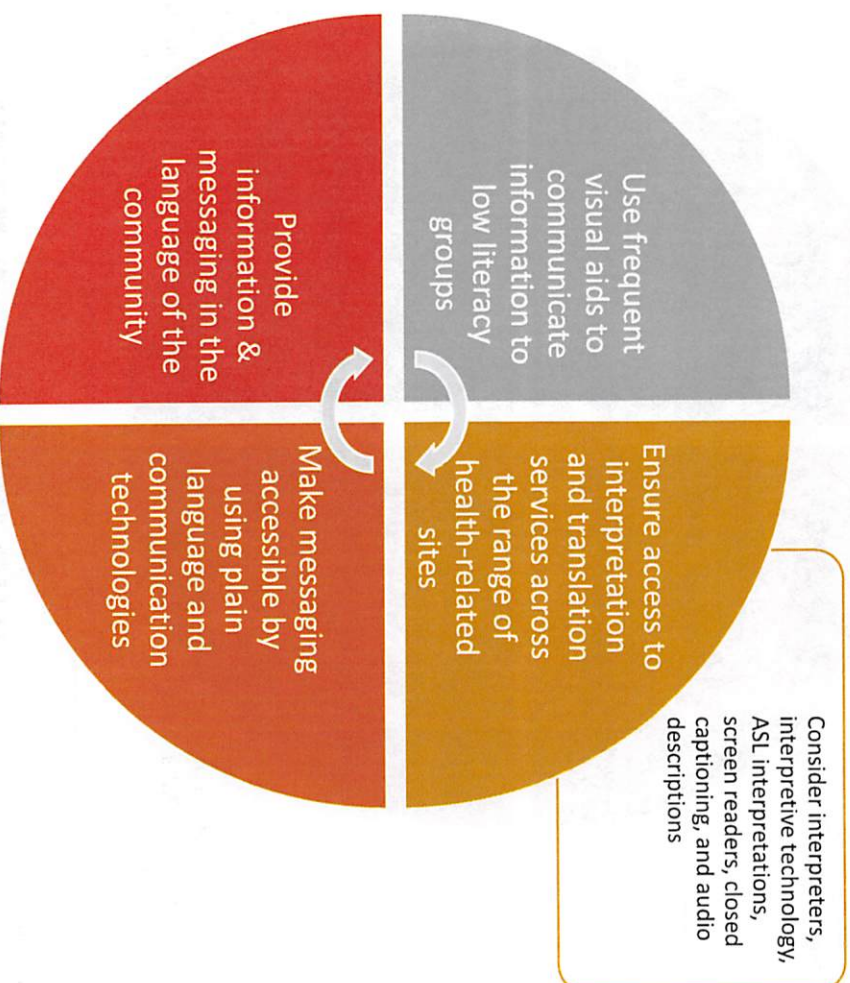 Use frequent
visual aids to
communicate
information to
low literacy
groups
Ensure access to
interpretation
and translation
services across
the range of
health-related
sites
Consider interpreters,
interpretive technology,
ASL interpretations,
screen readers, closed
captioning, and audio
descriptions
Provide
information &
messaging in the
language of the
community
Make messaging
accessible by
using plain
language and
communication
technologies